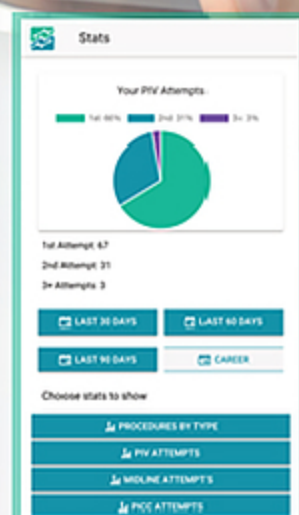 Stats
Your PIV Attempts
1st: 66% 2nd: 31% 3+: 3%
1st Attempt: 67
2nd Attempt: 31
3+ Attempts: 3
LAST 30 DAYS LAST 60 DAYS
LAST 90 DAYS CAREER
Choose stats to show
PROCEDURES BY TYPE
PIV ATTEMPTS
MIDLINE ATTEMPT'S
PICC ATTEMPTS